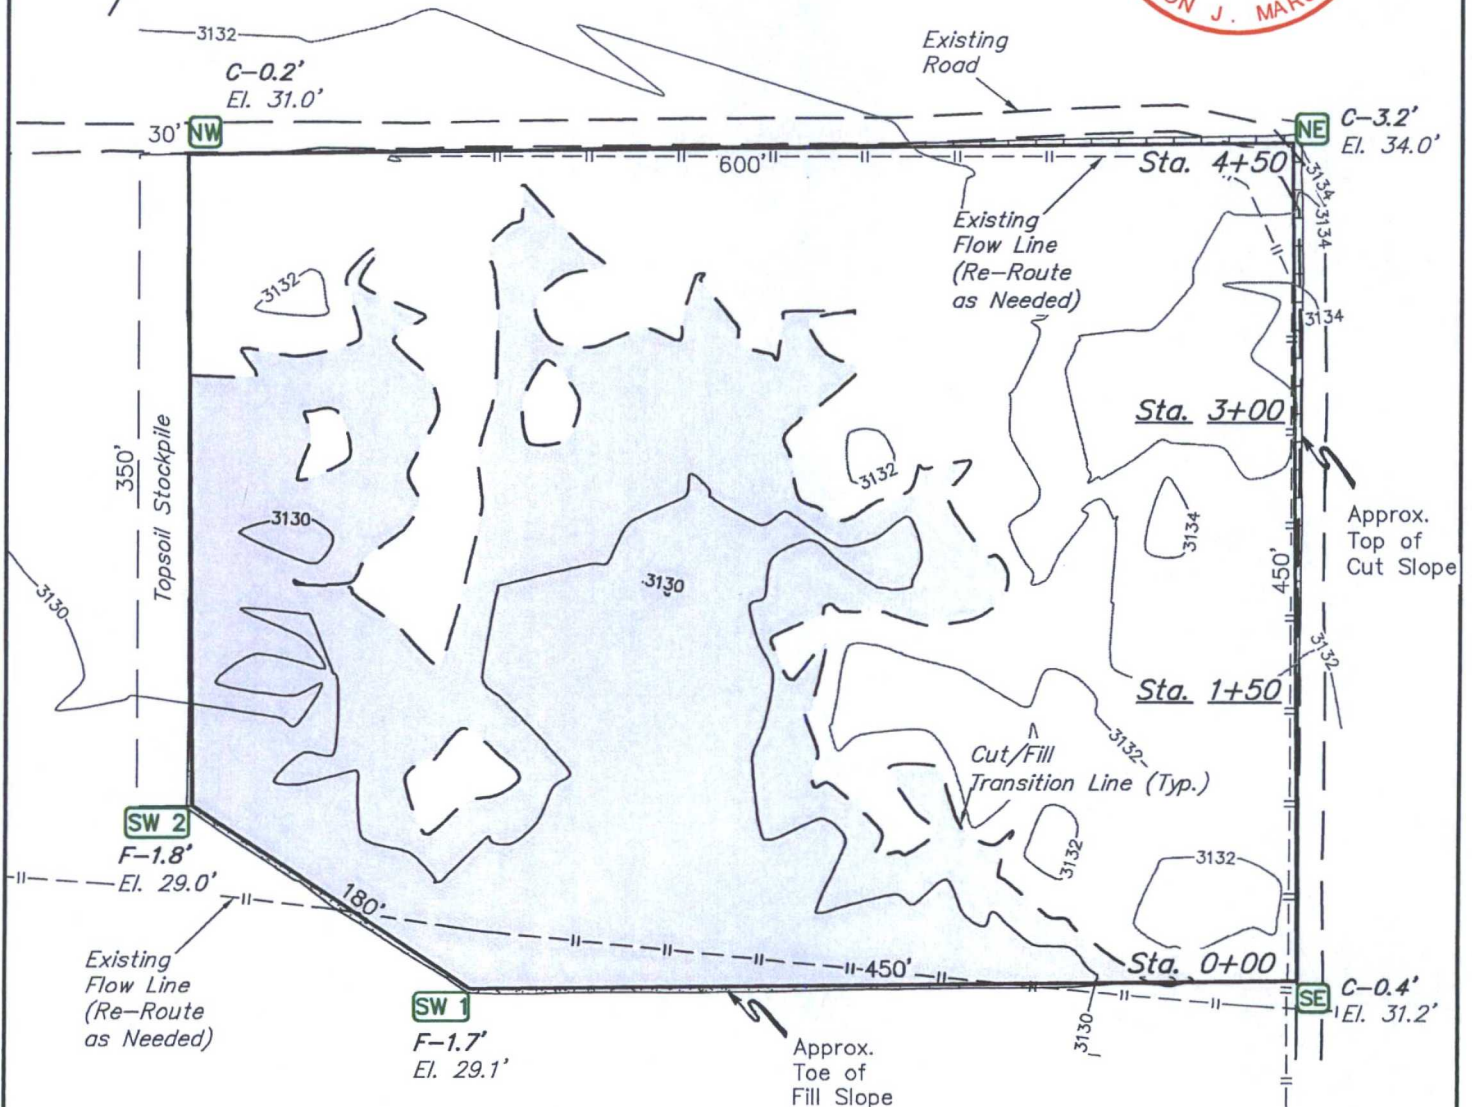 ON J. MAR
3132
Existing
Road
C-0.2'
El. 31.0'
NW
30'
NE
C-3.2'
El. 34.0'
600'
Sta. 4+50
3134
3134
Existing
Flow Line
(Re-Route
as Needed)
3132
3134
Sta. 3+00
350'
Topsoil Stockpile
3132
3130
3134
Approx.
Top of
Cut Slope
450'
3130
3130
3132
Sta. 1+50
3132
Cut/Fill
Transition Line (Typ.)
SW 2
F-1.8'
El. 29.0'
3132
3132
180'
Existing
Flow Line
(Re-Route
as Needed)
450'
Sta. 0+00
SW 1
F-1.7'
El. 29.1'
SE
C-0.4'
El. 31.2'
3130
Approx.
Toe of
Fill Slope